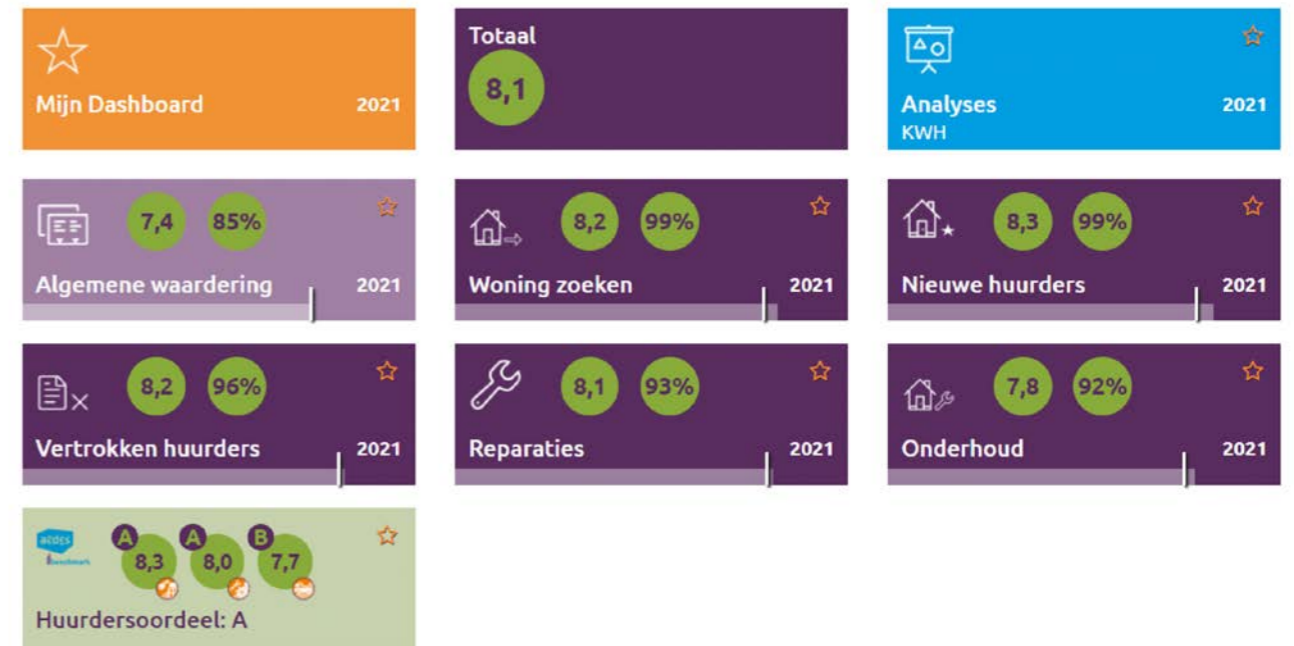 Mijn Dashboard
2021
Totaal
8,1
Analyses
2021
KWH
7,4
85%
Algemene waardering
2021
8,2
99%
Woning zoeken
2021
8,3
99%
Nieuwe huurders
2021
8,2
96%
Vertrokken huurders
2021
8,1
93%
Reparaties
2021
7,8
92%
Onderhoud
2021
aedes
benchmark
A
8,3
A
8,0
B
7,7
Huurdersoordeel: A